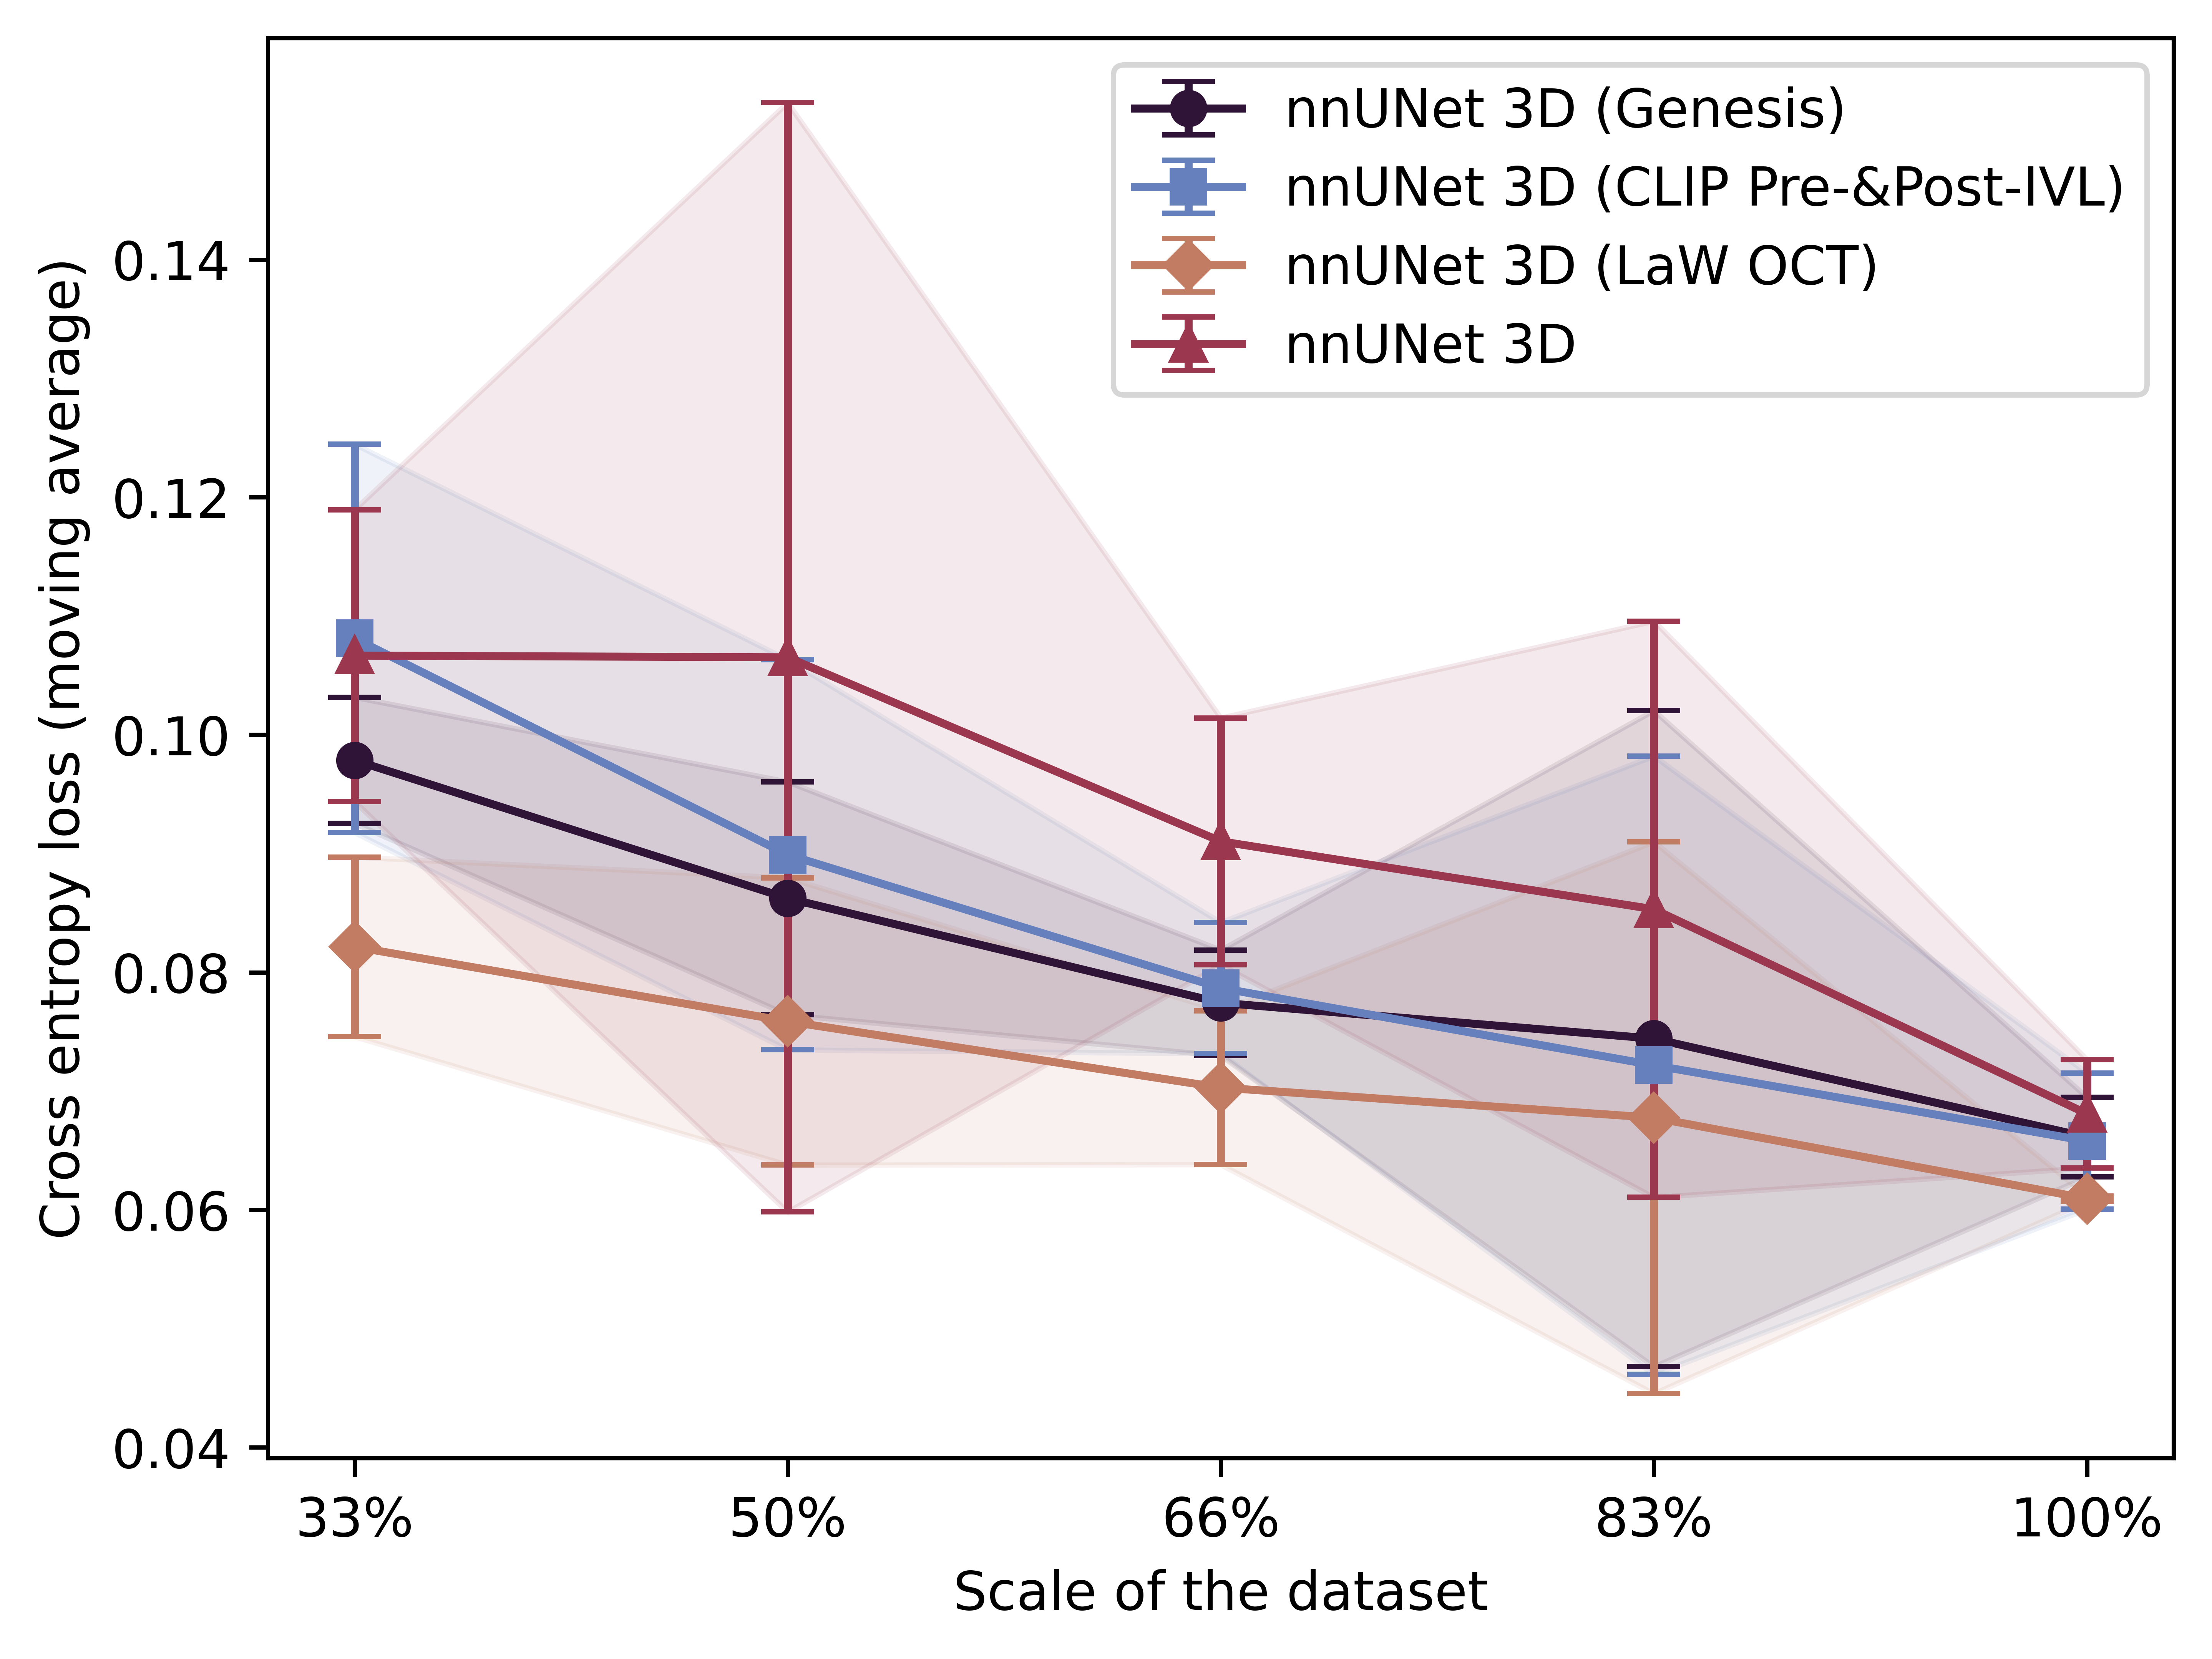 nnUNet 3D (Genesis)
nnUNet 3D (CLIP Pre-&Post-IVL)
nnUNet 3D (LaW OCT)
nnUNet 3D
Cross entropy loss (moving average)
0.14
0.12
0.10
0.08
0.06
0.04
33% 50% 66% 83% 100%
Scale of the dataset